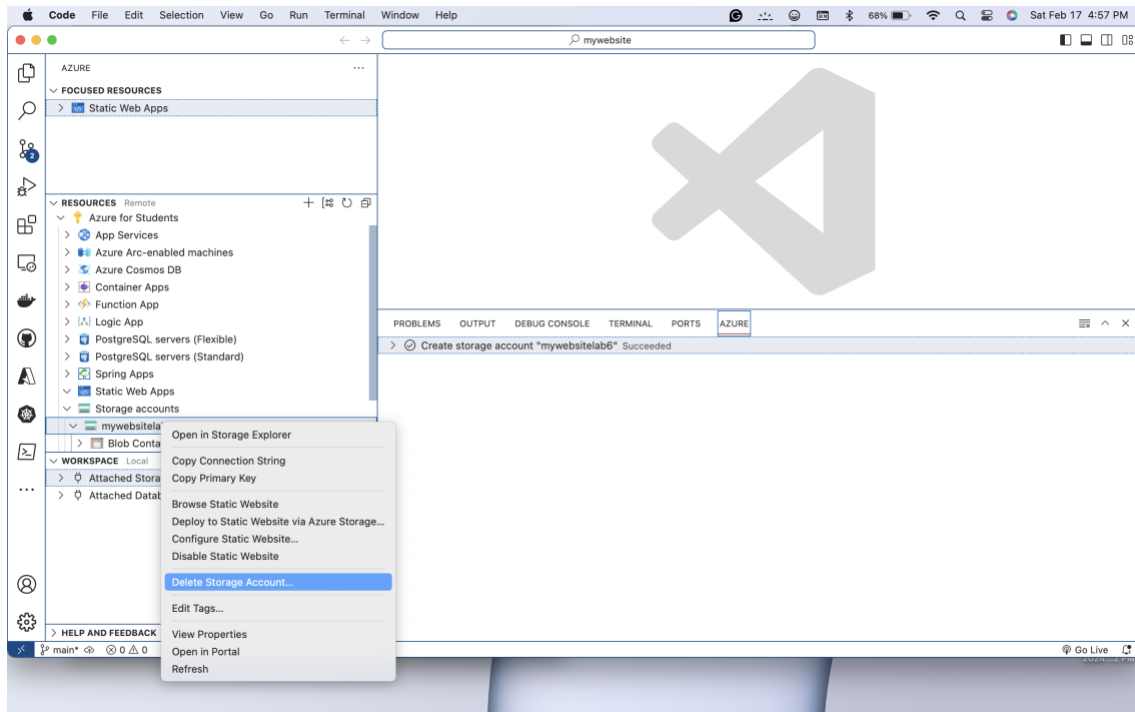 Code File Edit Selection View Go Run Terminal Window Help 68% Sat Feb 17 4:57 PM
mywebsite
AZURE
FOCUSED RESOURCES
Static Web Apps
2
RESOURCES Remote
Azure for Students
App Services
Azure Arc-enabled machines
Azure Cosmos DB
Container Apps
Function App
Logic App
PostgreSQL servers (Flexible)
PostgreSQL servers (Standard)
Spring Apps
Static Web Apps
Storage accounts
mywebsitela
Blob Conta
WORKSPACE Local
Attached Stora
Attached Datab
HELP AND FEEDBACK
PROBLEMS OUTPUT DEBUG CONSOLE TERMINAL PORTS AZURE
Create storage account "mywebsitelab6" Succeeded
Open in Storage Explorer
Copy Connection String
Copy Primary Key
Browse Static Website
Deploy to Static Website via Azure Storage...
Configure Static Website...
Disable Static Website
Delete Storage Account...
Edit Tags...
View Properties
Open in Portal
Refresh
main* 0 0 Go Live